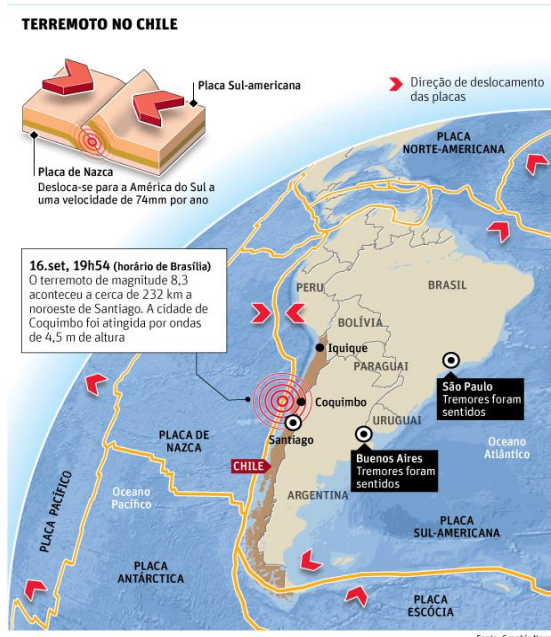 TERREMOTO NO CHILE
Placa Sul-americana
Direção de deslocamento
das placas
Placa de Nazca
Desloca-se para a América do Sul a
uma velocidade de 74mm por ano
PLACA
NORTE-AMERICANA
16.set, 19h54 (horário de Brasília)
O terremoto de magnitude 8,3
aconteceu a cerca de 232 km a
noroeste de Santiago. A cidade de
Coquimbo foi atingida por ondas
de 4,5 m de altura
PERU
BRASIL
BOLÍVIA
Iquique
PARAGUAI
São Paulo
Tremores foram
sentidos
Coquimbo
URUGUAI
Santiago
PLACA DE
NAZCA
Buenos Aires
Tremores foram
sentidos
Oceano
Atlântico
CHILE
PLACA PACÍFICO
Oceano
Pacífico
ARGENTINA
PLACA
SUL-AMERICANA
PLACA
ANTÁRCTICA
PLACA
ESCÓCIA